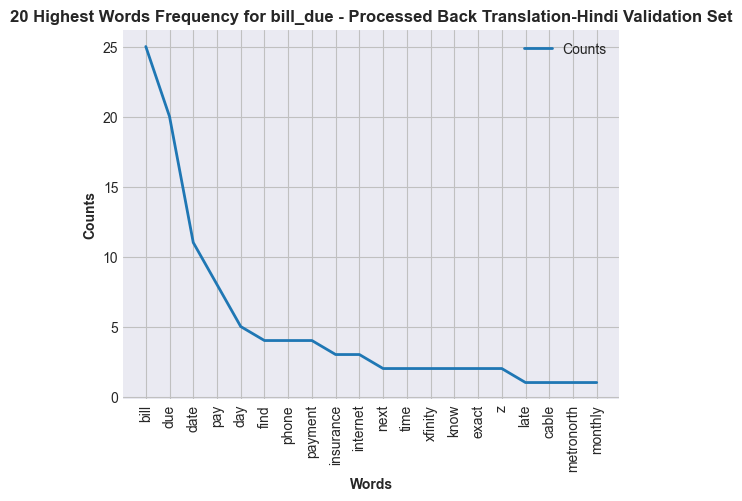 20 Highest Words Frequency for bill_due - Processed Back Translation-Hindi Validation Set
Counts
25
20
15
10
5
0
Counts
bill
due
date
pay
day
find
phone
payment
insurance
internet
next
time
xfinity
know
exact
z
late
cable
metronorth
monthly
Words